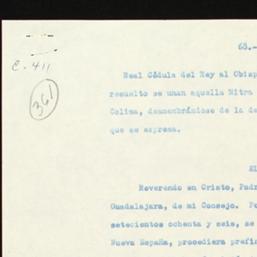 63.-
C-411
361
Real Cédula del Rey al Obisp
resuelto se unan aquella Mitra
Colima, desmembrándose de la de
que se expresa.
El
Reverendo en Cristo, Padr
Guadalajara, de mi Consejo. Po
setecientos ochenta y seis, se
Nueva España, procediera prefi